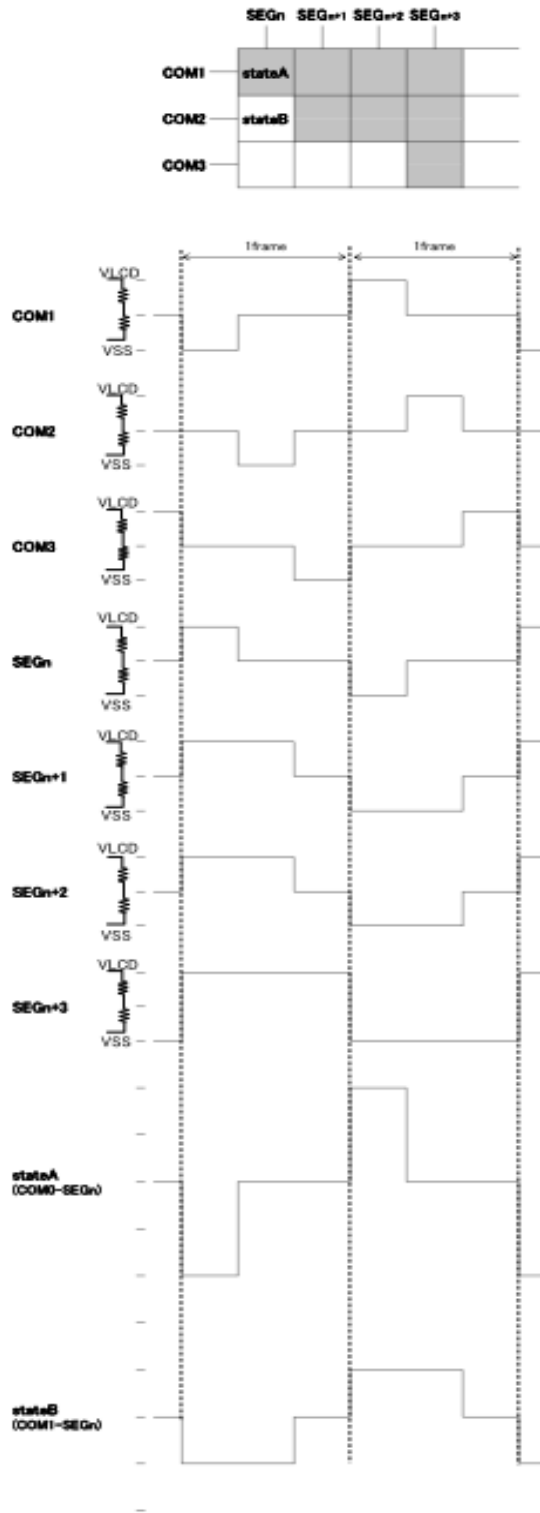 SEGn SEGn+1 SEGn+2 SEGn+3
COM1 stateA
COM2 stateB
COM3
1frame 1frame
VLCD
COM1
VSS
VLCD
COM2
VSS
VLCD
COM3
VSS
VLCD
SEGn
VSS
VLCD
SEGn+1
VSS
VLCD
SEGn+2
VSS
VLCD
SEGn+3
VSS
stateA
(COM0-SEGn)
stateB
(COM1-SEGn)